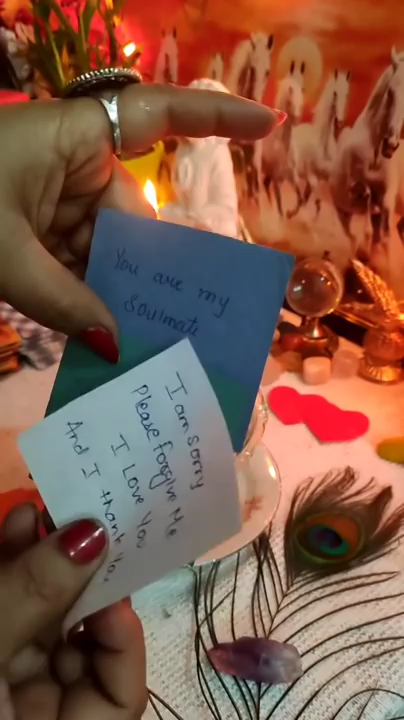 You are my
Soulmate
I am sorry
Please forgive Me
I Love You
And I thank You